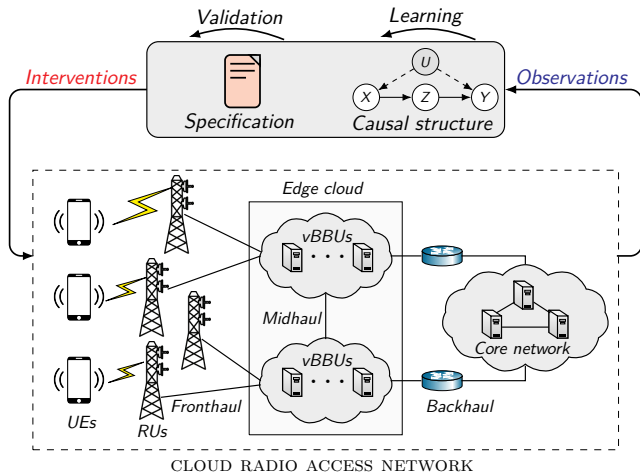 Validation
Learning
Interventions
U
Observations
X
Z
Y
Specification
Causal structure
Edge cloud
vBBUs
Midhaul
Core network
vBBUs
UEs
RUs
Fronthaul
Backhaul
CLOUD RADIO ACCESS NETWORK